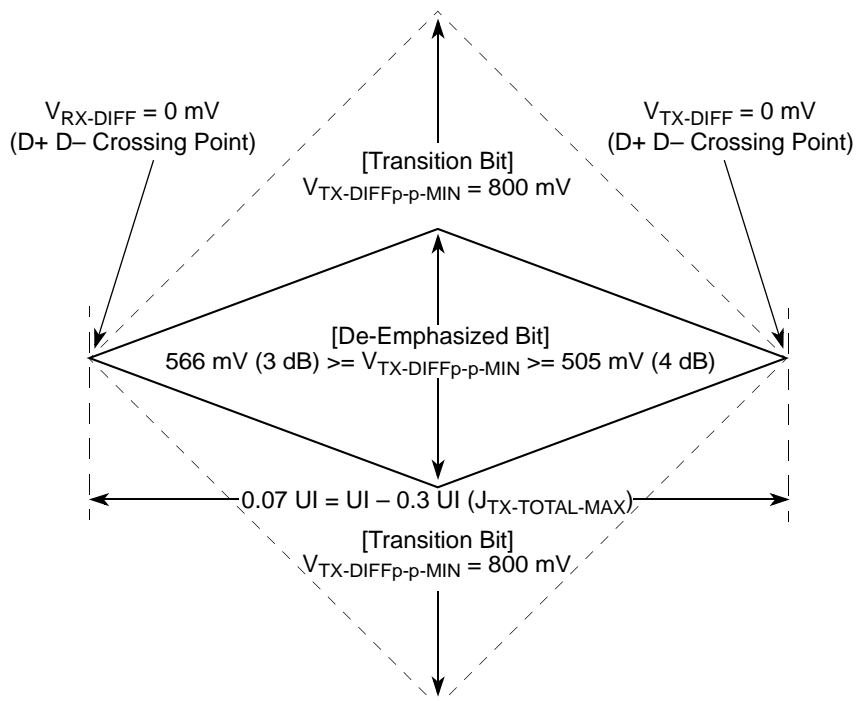 V_RX-DIFF = 0 mV
(D+ D– Crossing Point)
V_TX-DIFF = 0 mV
(D+ D– Crossing Point)
[Transition Bit]
V_TX-DIFFp-p-MIN = 800 mV
[De-Emphasized Bit]
566 mV (3 dB) >= V_TX-DIFFp-p-MIN >= 505 mV (4 dB)
0.07 UI = UI – 0.3 UI (J_TX-TOTAL-MAX)
[Transition Bit]
V_TX-DIFFp-p-MIN = 800 mV